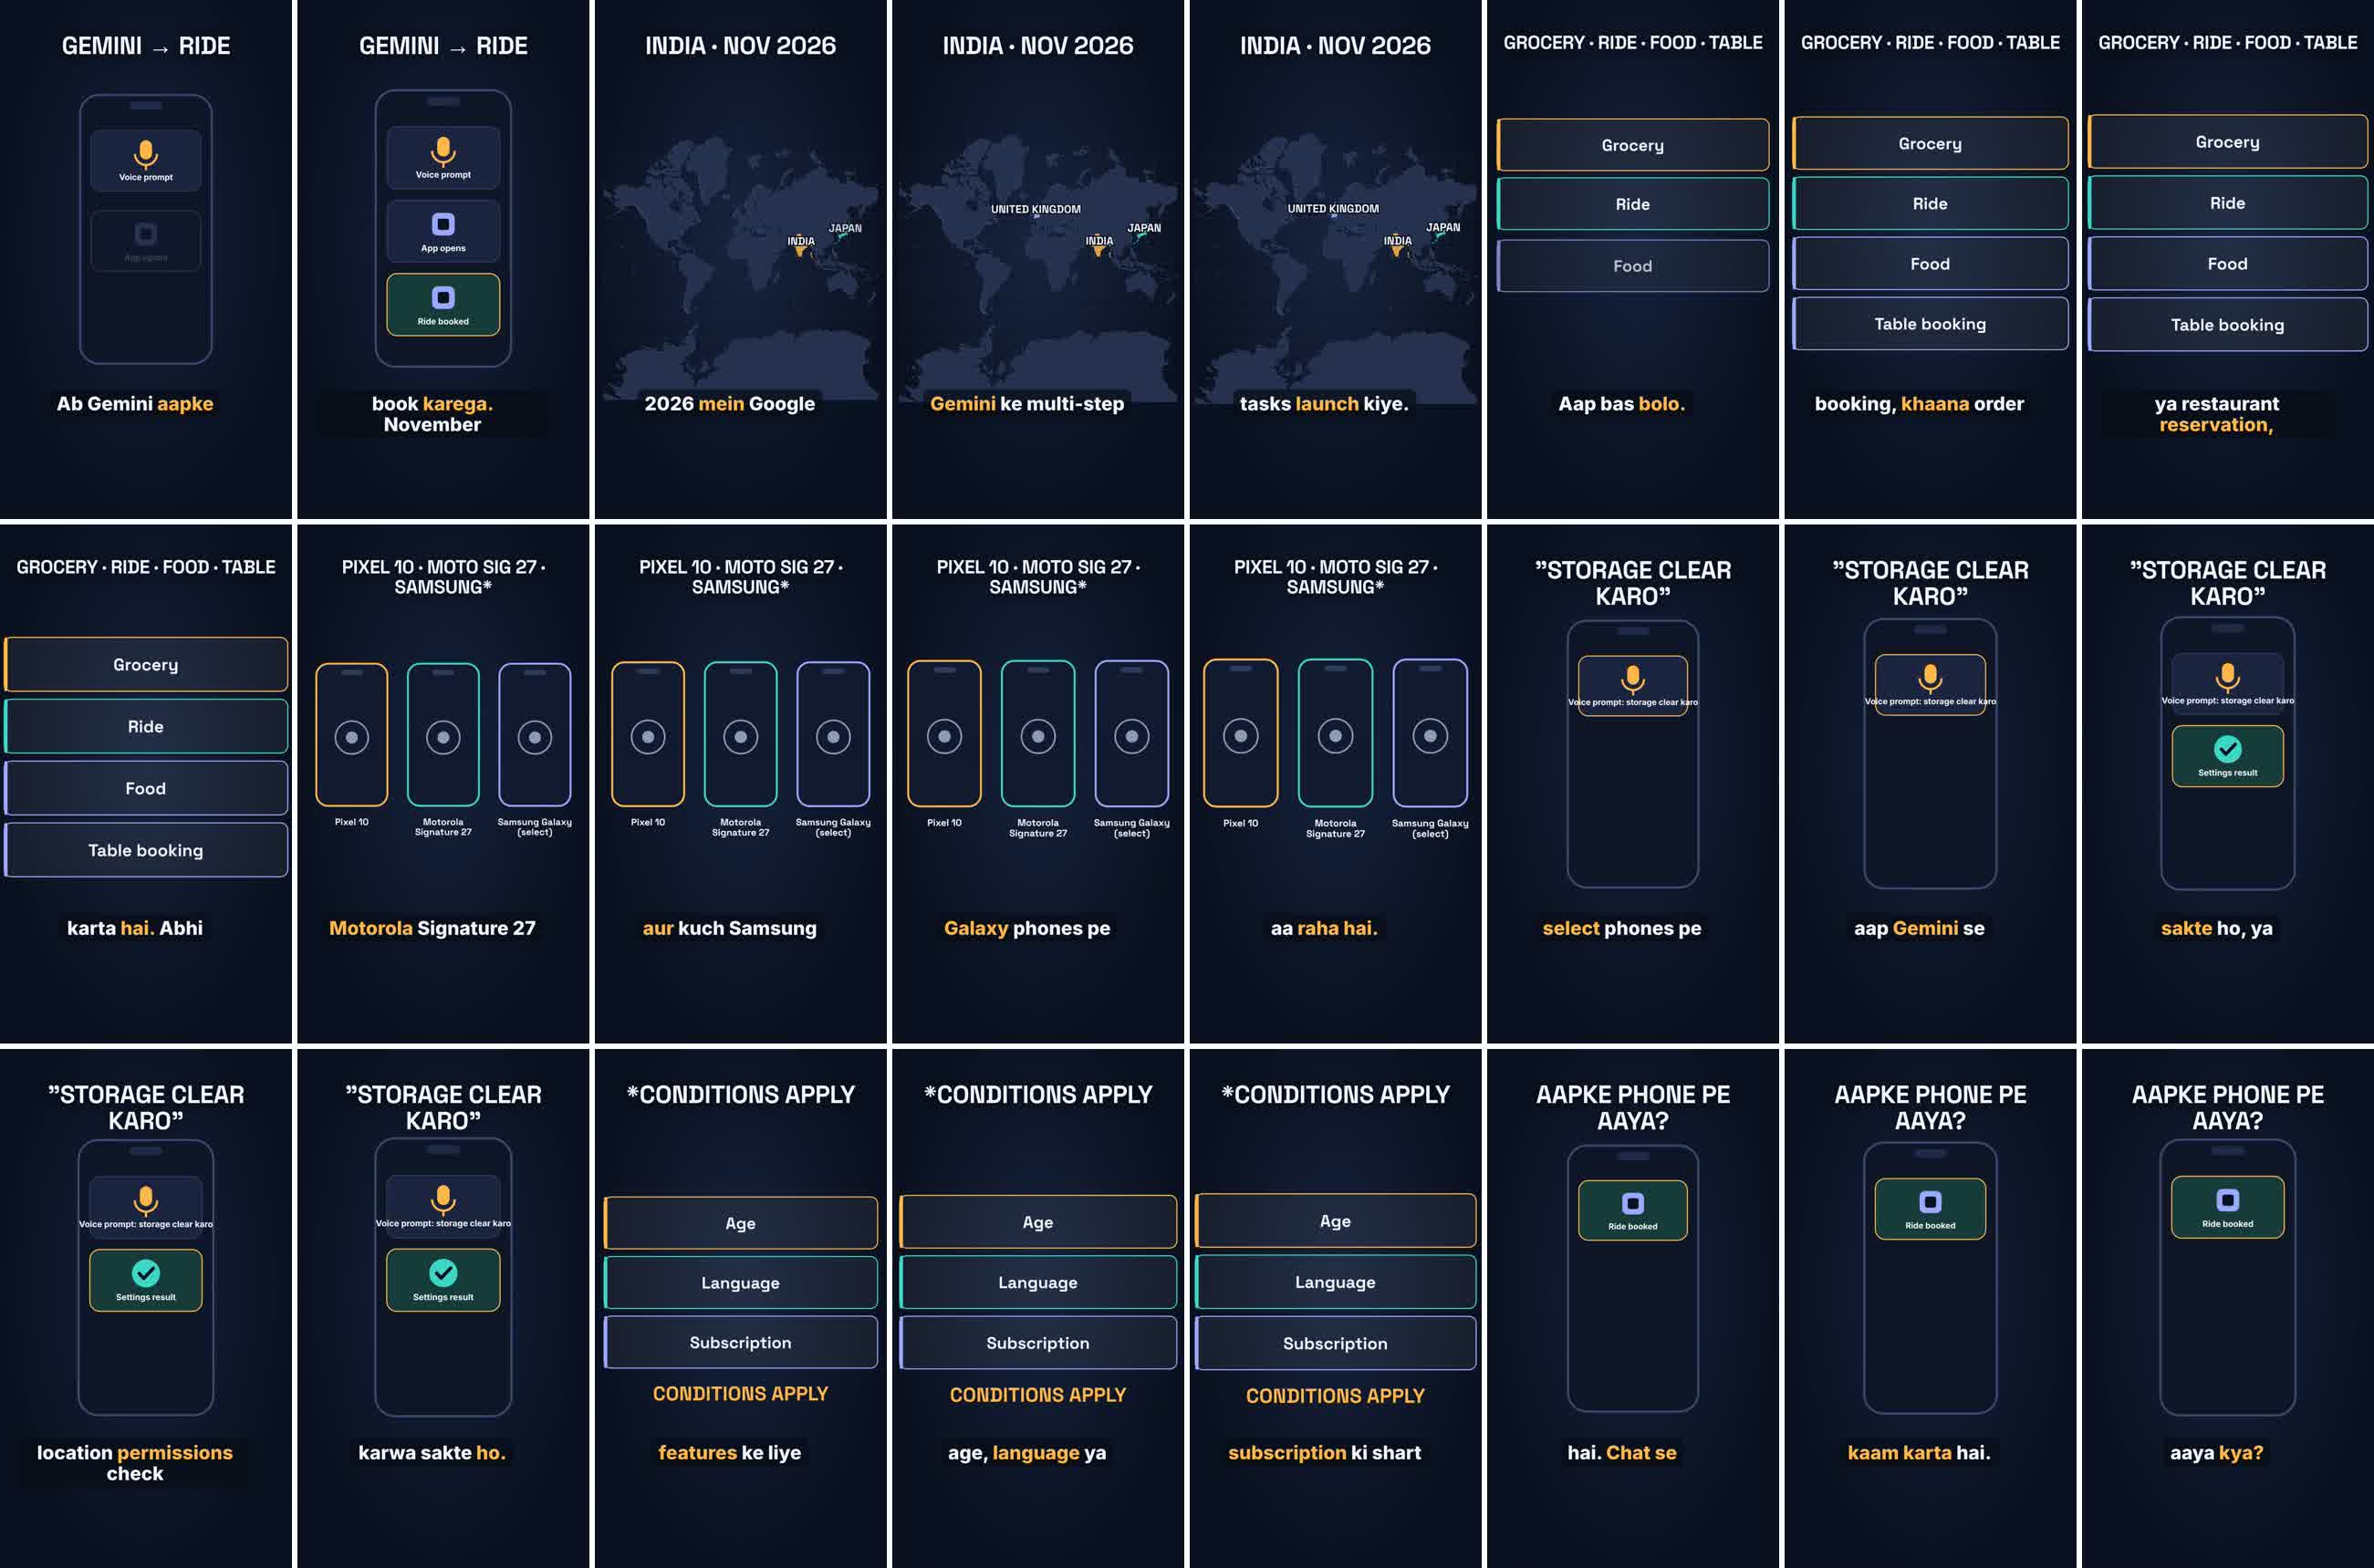 GEMINI → RIDE
Voice prompt
App opens
Ab Gemini aapke
GEMINI → RIDE
Voice prompt
App opens
Ride booked
book karega.
November
INDIA · NOV 2026
JAPAN
INDIA
2026 mein Google
INDIA · NOV 2026
UNITED KINGDOM
JAPAN
INDIA
Gemini ke multi-step
INDIA · NOV 2026
UNITED KINGDOM
JAPAN
INDIA
tasks launch kiye.
GROCERY · RIDE · FOOD · TABLE
Grocery
Ride
Food
Aap bas bolo.
GROCERY · RIDE · FOOD · TABLE
Grocery
Ride
Food
Table booking
booking, khaana order
GROCERY · RIDE · FOOD · TABLE
Grocery
Ride
Food
Table booking
ya restaurant
reservation,
GROCERY · RIDE · FOOD · TABLE
Grocery
Ride
Food
Table booking
karta hai. Abhi
PIXEL 10 · MOTO SIG 27 ·
SAMSUNG*
Pixel 10
Motorola
Signature 27
Samsung Galaxy
(select)
Motorola Signature 27
PIXEL 10 · MOTO SIG 27 ·
SAMSUNG*
Pixel 10
Motorola
Signature 27
Samsung Galaxy
(select)
aur kuch Samsung
PIXEL 10 · MOTO SIG 27 ·
SAMSUNG*
Pixel 10
Motorola
Signature 27
Samsung Galaxy
(select)
Galaxy phones pe
PIXEL 10 · MOTO SIG 27 ·
SAMSUNG*
Pixel 10
Motorola
Signature 27
Samsung Galaxy
(select)
aa raha hai.
”STORAGE CLEAR
KARO”
Voice prompt: storage clear karo
select phones pe
”STORAGE CLEAR
KARO”
Voice prompt: storage clear karo
aap Gemini se
”STORAGE CLEAR
KARO”
Voice prompt: storage clear karo
Settings result
sakte ho, ya
”STORAGE CLEAR
KARO”
Voice prompt: storage clear karo
Settings result
location permissions
check
”STORAGE CLEAR
KARO”
Voice prompt: storage clear karo
Settings result
karwa sakte ho.
*CONDITIONS APPLY
Age
Language
Subscription
CONDITIONS APPLY
features ke liye
*CONDITIONS APPLY
Age
Language
Subscription
CONDITIONS APPLY
age, language ya
*CONDITIONS APPLY
Age
Language
Subscription
CONDITIONS APPLY
subscription ki shart
AAPKE PHONE PE
AAYA?
Ride booked
hai. Chat se
AAPKE PHONE PE
AAYA?
Ride booked
kaam karta hai.
AAPKE PHONE PE
AAYA?
Ride booked
aaya kya?